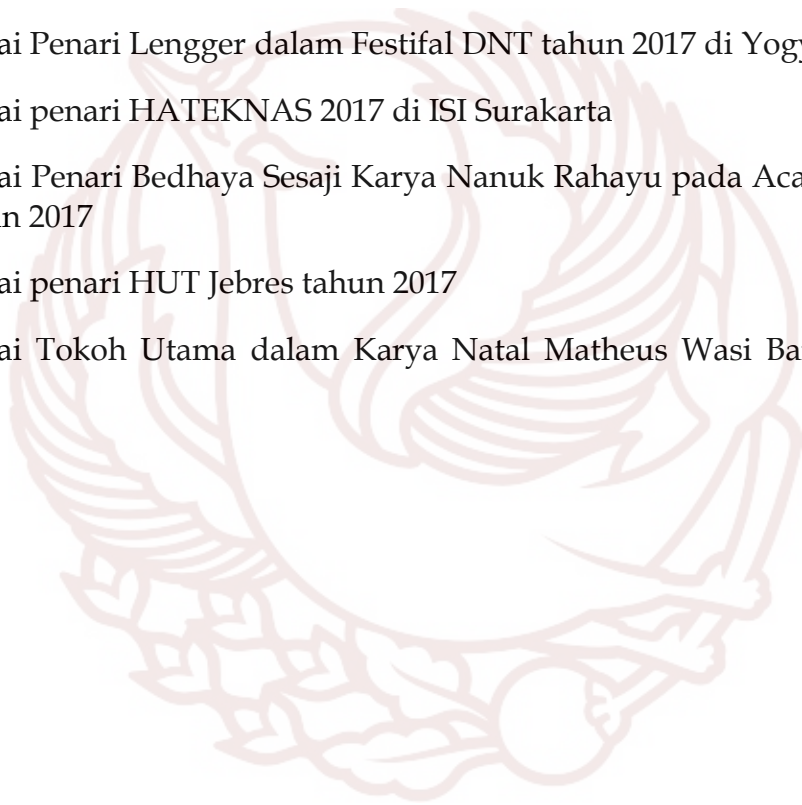 ai Penari Lengger dalam Festifal DNT tahun 2017 di Yogy
ai penari HATEKNAS 2017 di ISI Surakarta
ai Penari Bedhaya Sesaji Karya Nanuk Rahayu pada Aca
n 2017
ai penari HUT Jebres tahun 2017
ai Tokoh Utama dalam Karya Natal Matheus Wasi Ba